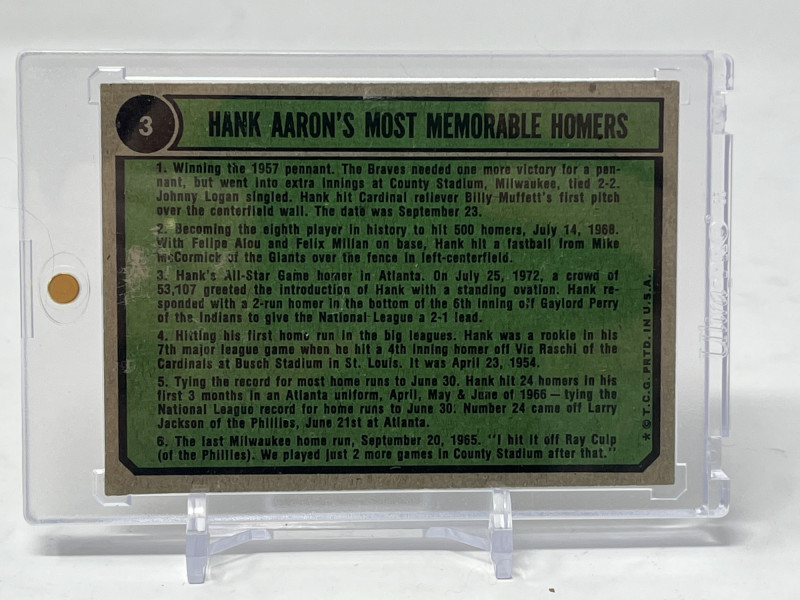 3
HANK AARON'S MOST MEMORABLE HOMERS
1. Winning the 1957 pennant. The Braves needed one more victory for a pen-
nant, but went into extra innings at County Stadium, Milwaukee, tied 2-2.
Johnny Logan singled. Hank hit Cardinal reliever Billy Muffett's first pitch
over the centerfield wall. The date was September 23.
2. Becoming the eighth player in history to hit 500 homers, July 14, 1968.
With Felipe Alou and Felix Millan on base, Hank hit a fastball from Mike
McCormick of the Giants over the fence in left-centerfield.
3. Hank's All-Star Game homer in Atlanta. On July 25, 1972, a crowd of
53,107 greeted the introduction of Hank with a standing ovation. Hank re-
sponded with a 2-run homer in the bottom of the 6th inning off Gaylord Perry
of the Indians to give the National League a 2-1 lead.
4. Hitting his first home run in the big leagues. Hank was a rookie in his
7th major league game when he hit a 4th inning homer off Vic Raschi of the
Cardinals at Busch Stadium in St. Louis. It was April 23, 1954.
5. Tying the record for most home runs to June 30. Hank hit 24 homers in his
first 3 months in an Atlanta uniform, April, May & June of 1966 — tying the
National League record for home runs to June 30. Number 24 came off Larry
Jackson of the Phillies, June 21st at Atlanta.
6. The last Milwaukee home run, September 20, 1965. "I hit it off Ray Culp
(of the Phillies). We played just 2 more games in County Stadium after that."
* © T.C.G. PRTD. IN U.S.A.